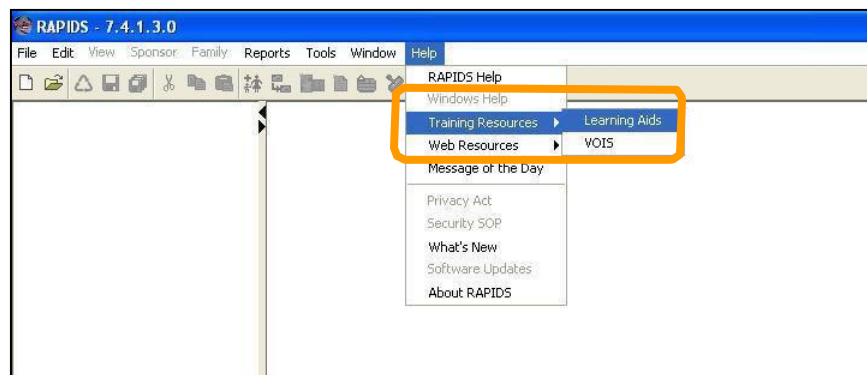 RAPIDS - 7.4.1.3.0
File Edit View Sponsor Family Reports Tools Window Help
RAPIDS Help
Windows Help
Training Resources Learning Aids
Web Resources VOIS
Message of the Day
Privacy Act
Security SOP
What's New
Software Updates
About RAPIDS